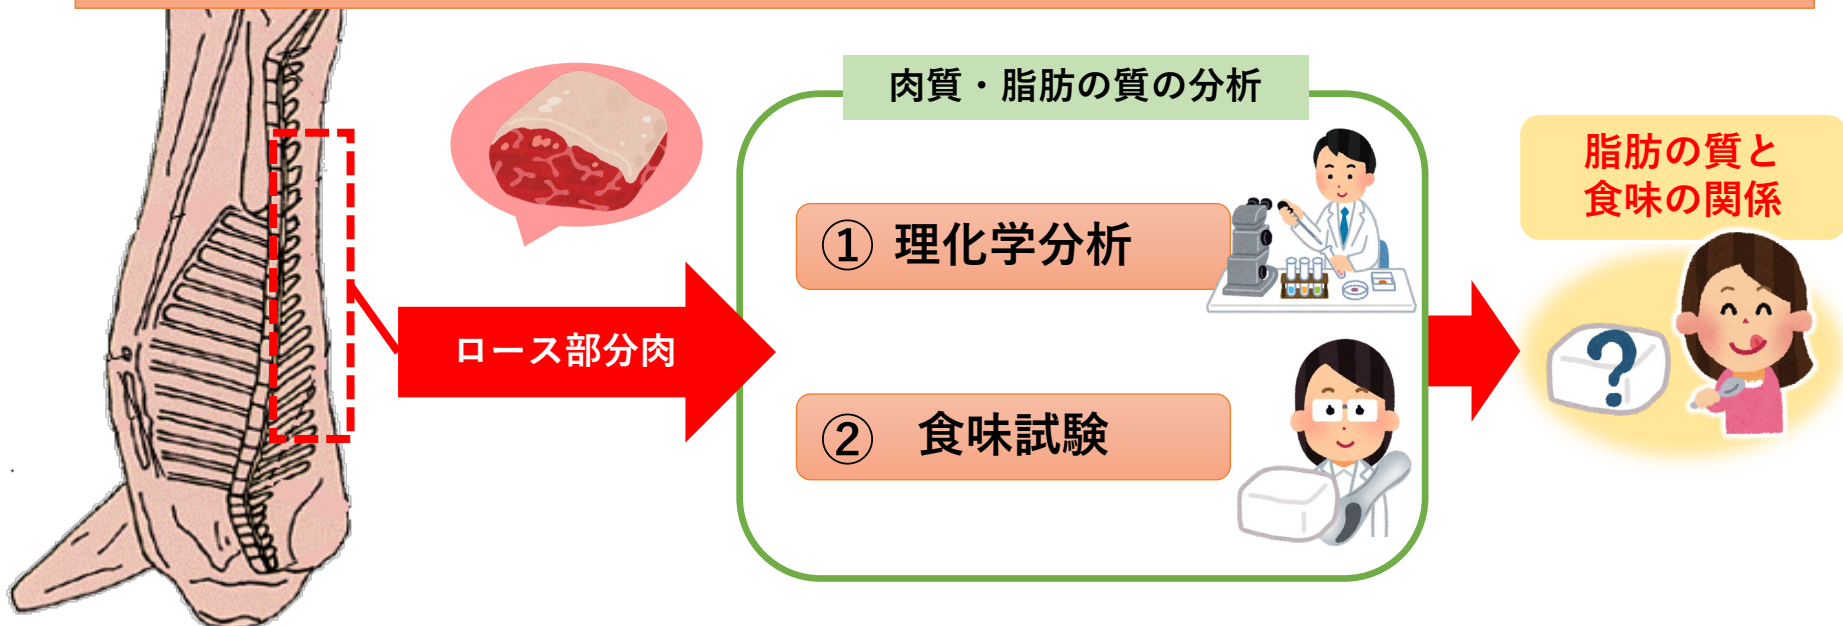 肉質・脂肪の質の分析
脂肪の質と
食味の関係
① 理化学分析
ロース部分肉
② 食味試験
?